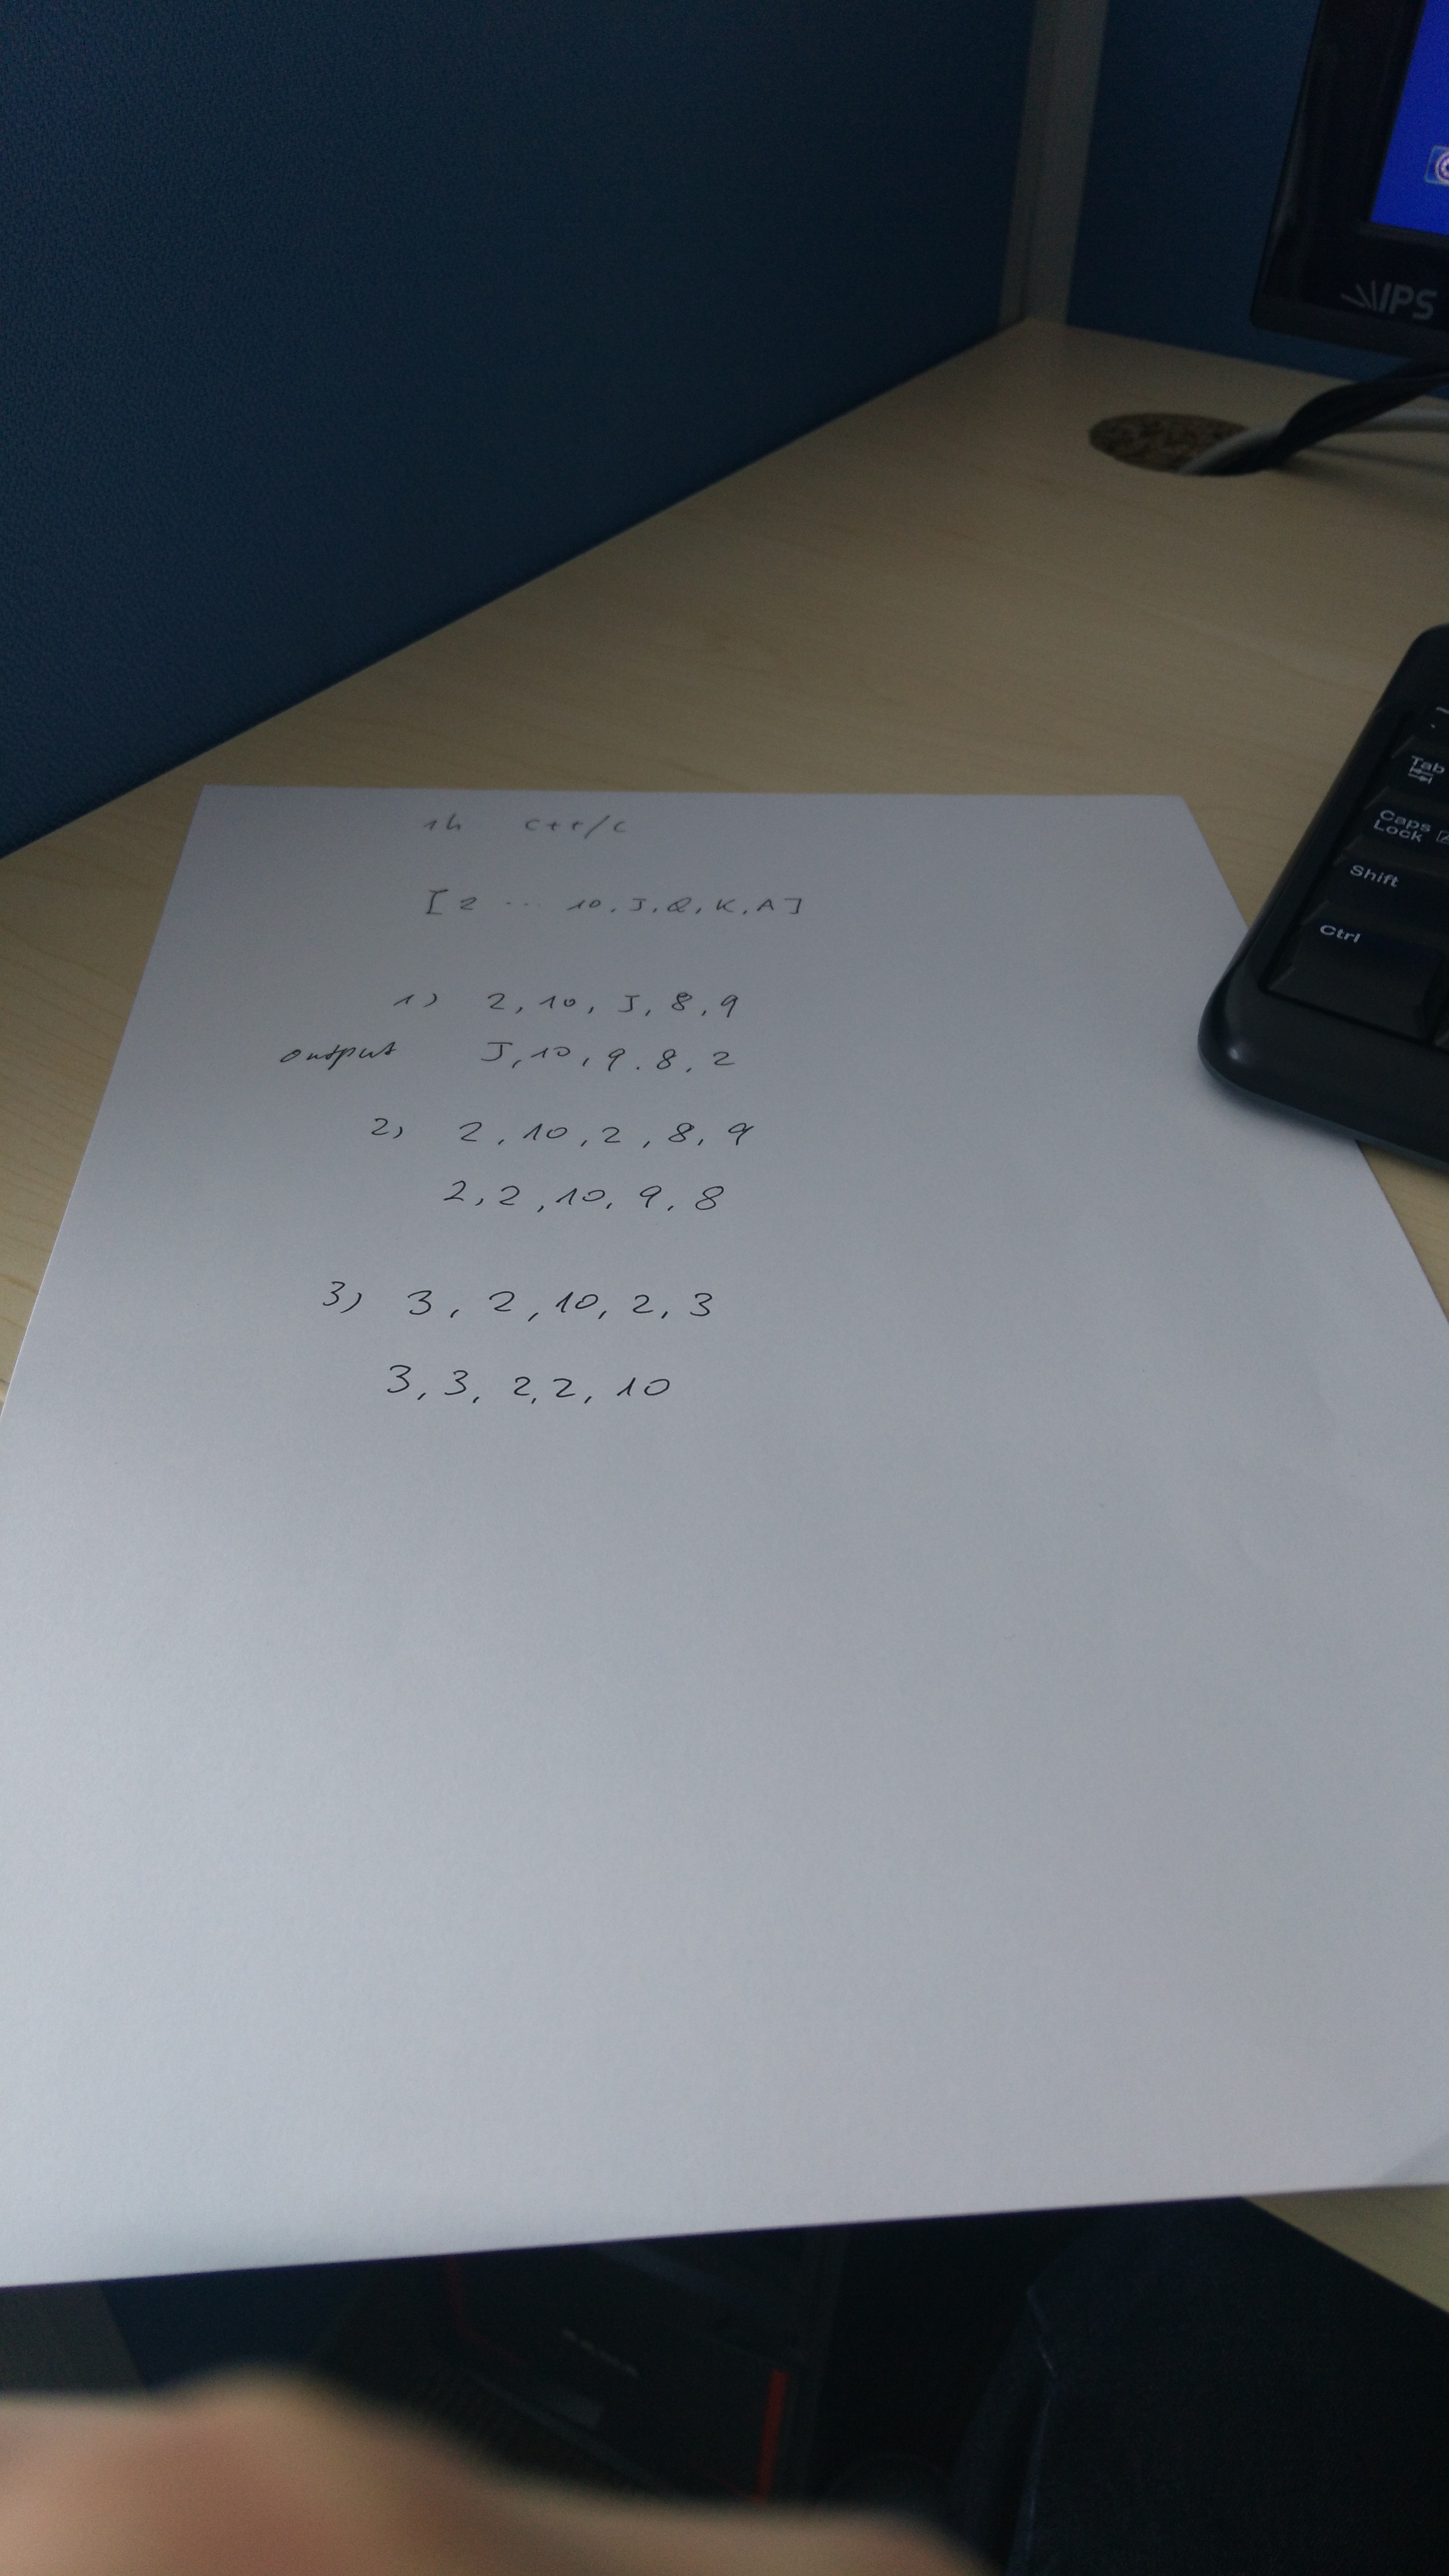 IPS
Tab
Caps Lock
Shift
Ctrl
1h C++/C
[2 ... 10, J, Q, K, A]
1) 2, 10, J, 8, 9
output J, 10, 9. 8, 2
2) 2, 10, 2, 8, 9
2, 2, 10, 9, 8
3) 3, 2, 10, 2, 3
3, 3, 2, 2, 10